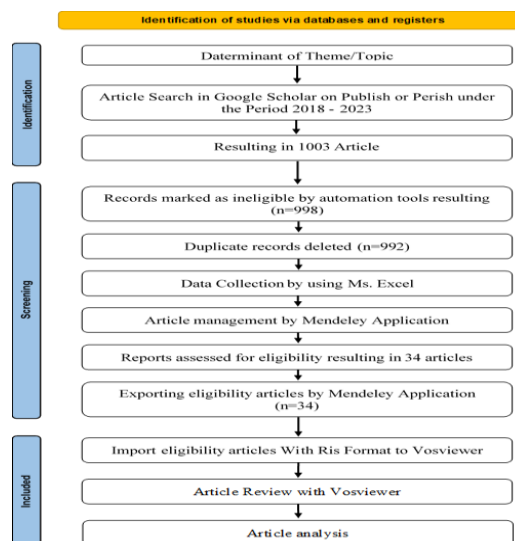 Identification of studies via databases and registers
Identification
Daterminant of Theme/Topic
Article Search in Google Scholar on Publish or Perish under
the Period 2018 - 2023
Resulting in 1003 Article
Screening
Records marked as ineligible by automation tools resulting
(n=998)
Duplicate records deleted (n=992)
Data Collection by using Ms. Excel
Article management by Mendeley Application
Reports assessed for eligibility resulting in 34 articles
Exporting eligibility articles by Mendeley Application
(n=34)
Included
Import eligibility articles With Ris Format to Vosviewer
Article Review with Vosviewer
Article analysis